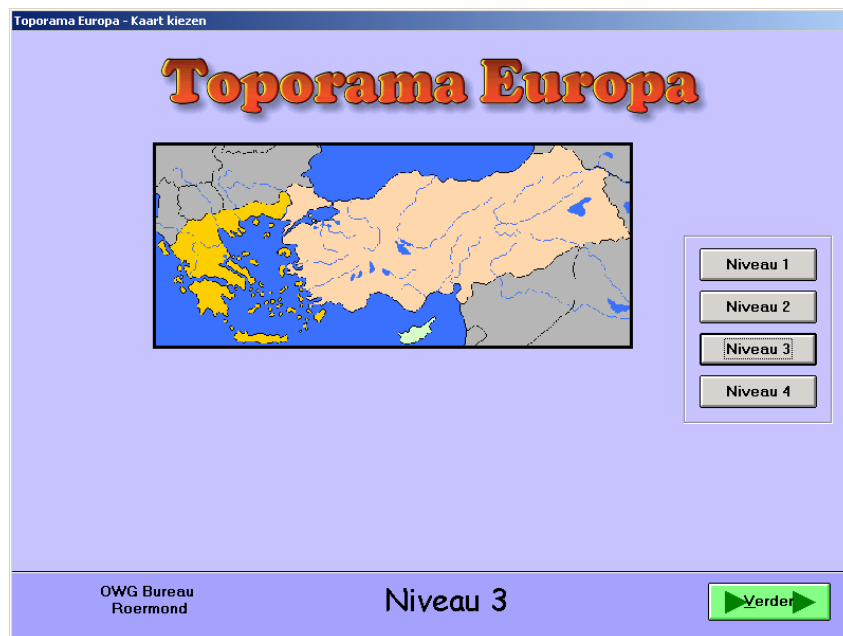 Toporama Europa - Kaart kiezen
Toporama Europa
Niveau 1
Niveau 2
Niveau 3
Niveau 4
OWG Bureau
Roermond
Niveau 3
Verder